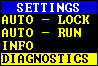 SETTINGS
AUTO - LOCK
AUTO - RUN
INFO
DIAGNOSTICS